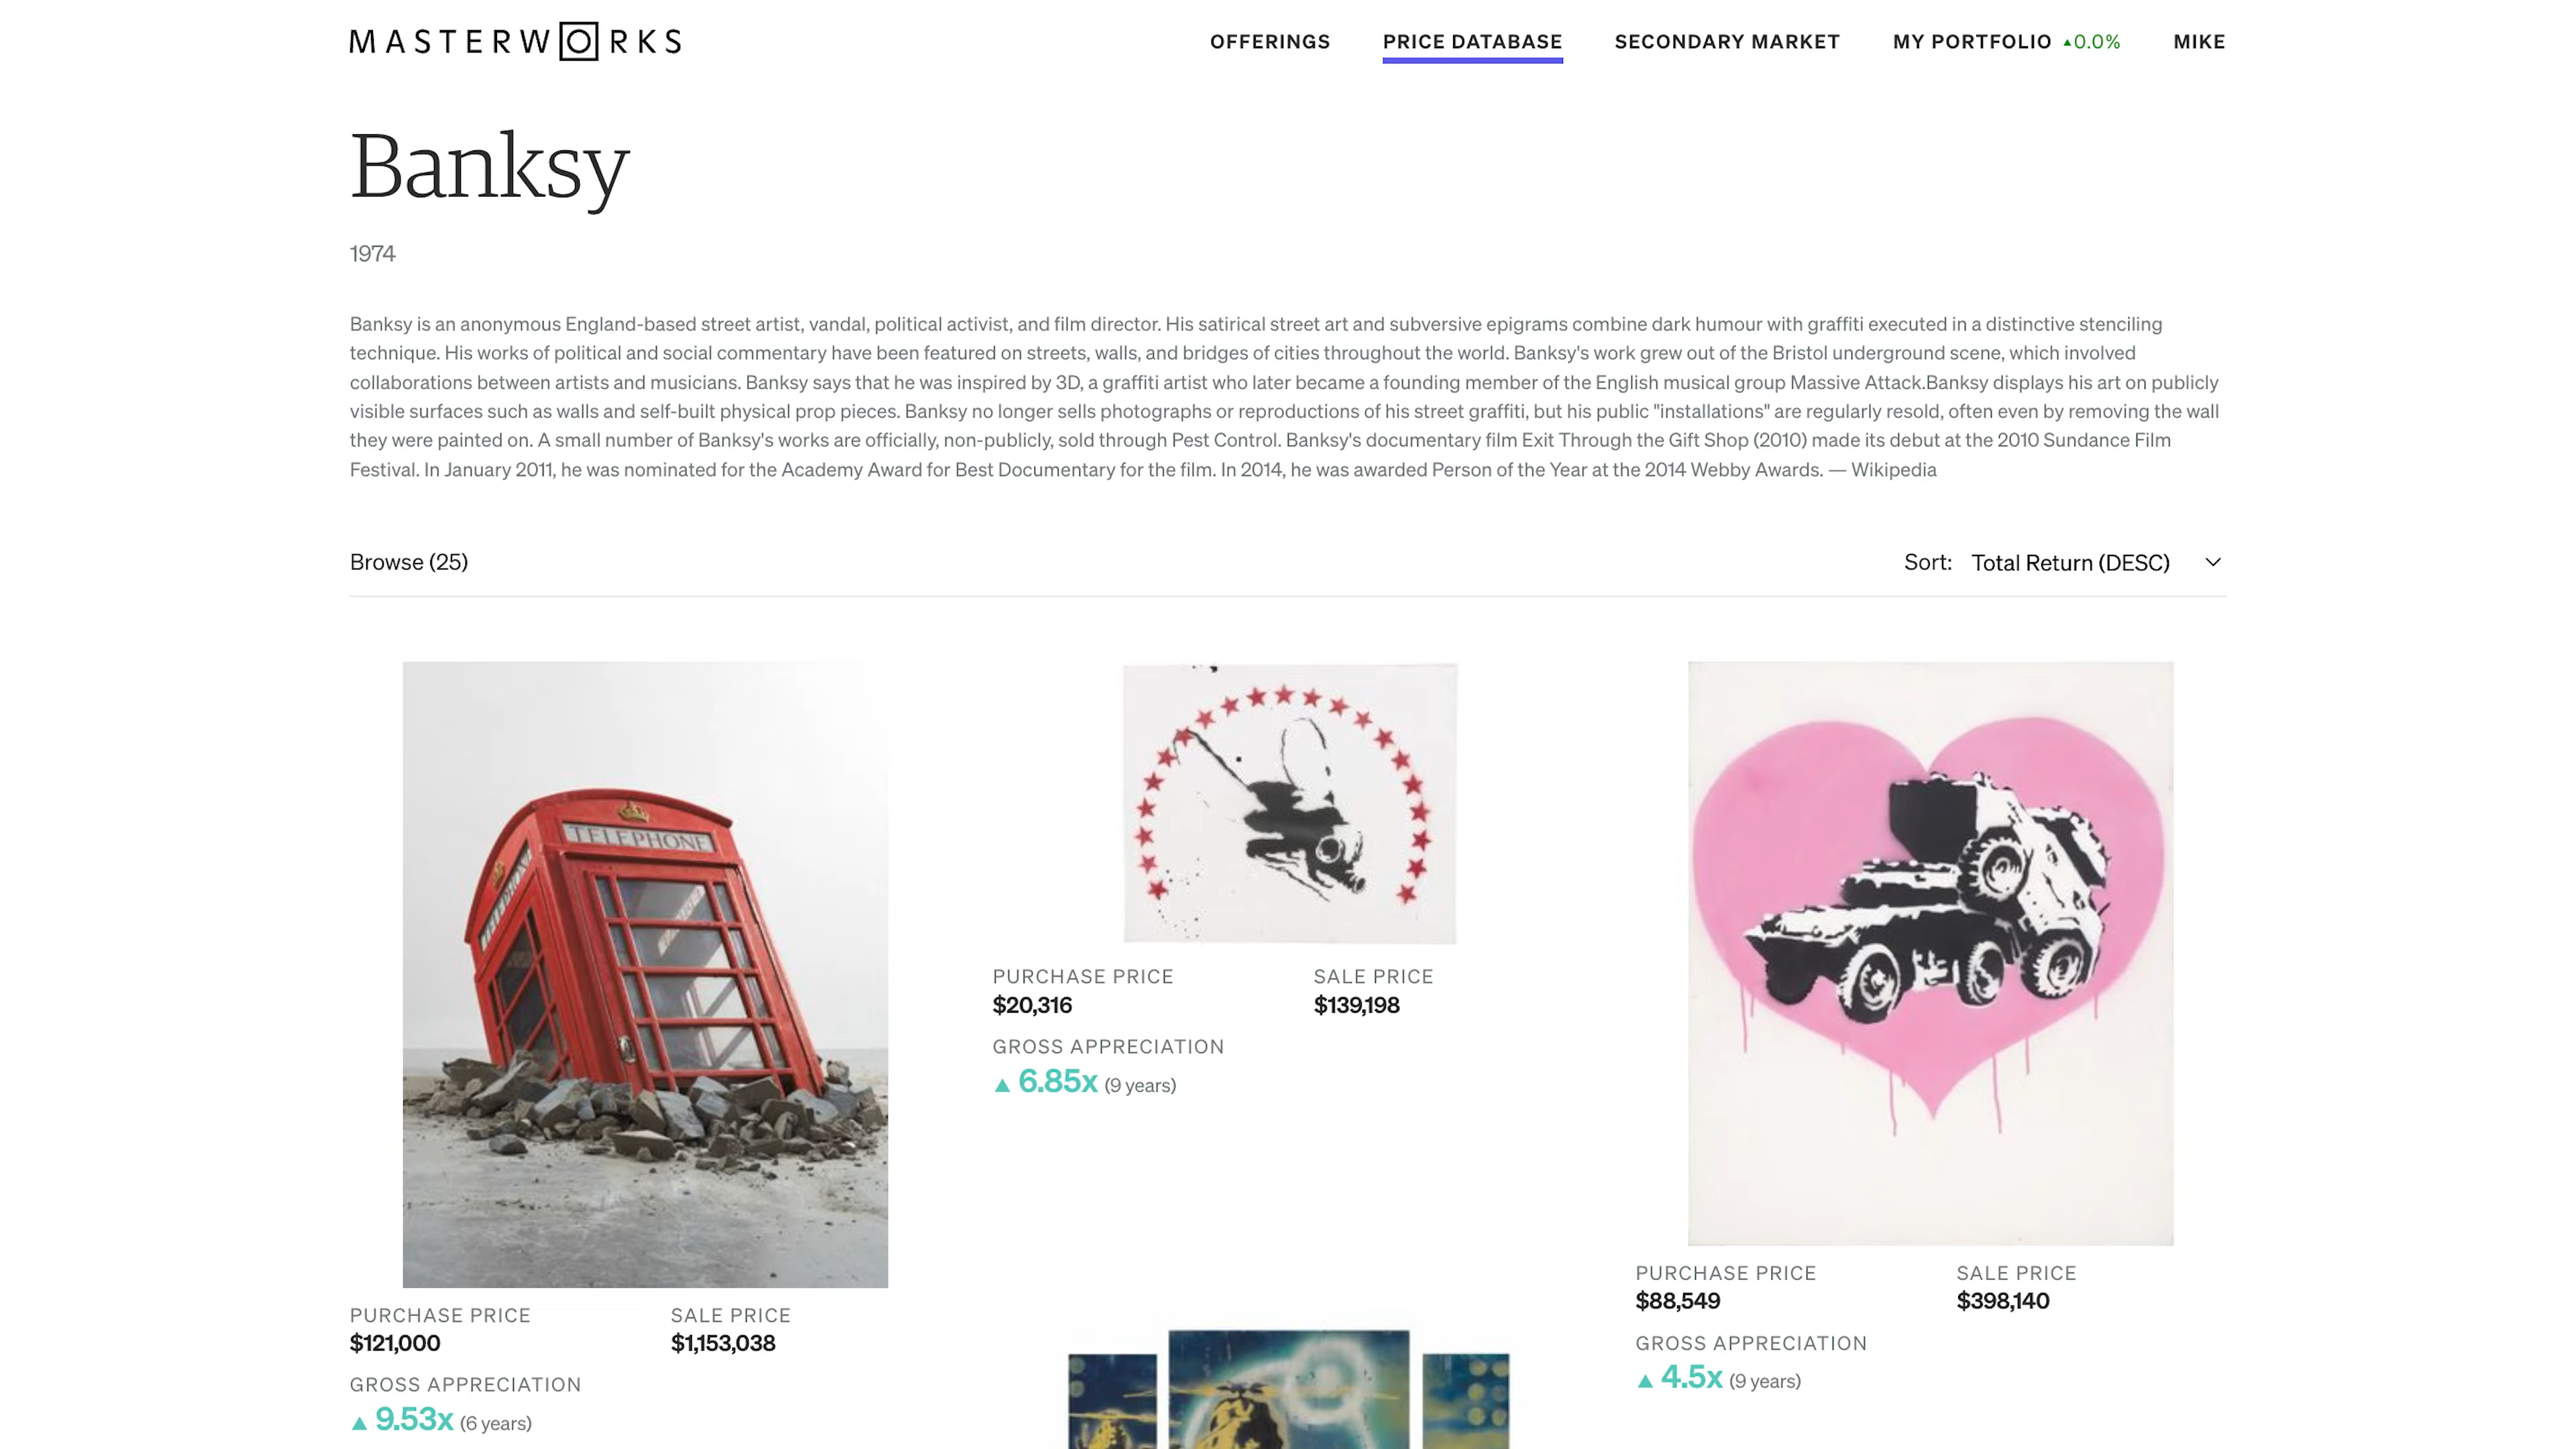 MASTERWORKS
OFFERINGS PRICE DATABASE SECONDARY MARKET MY PORTFOLIO ▲0.0% MIKE
Banksy
1974
Banksy is an anonymous England-based street artist, vandal, political activist, and film director. His satirical street art and subversive epigrams combine dark humour with graffiti executed in a distinctive stenciling
technique. His works of political and social commentary have been featured on streets, walls, and bridges of cities throughout the world. Banksy's work grew out of the Bristol underground scene, which involved
collaborations between artists and musicians. Banksy says that he was inspired by 3D, a graffiti artist who later became a founding member of the English musical group Massive Attack.Banksy displays his art on publicly
visible surfaces such as walls and self-built physical prop pieces. Banksy no longer sells photographs or reproductions of his street graffiti, but his public "installations" are regularly resold, often even by removing the wall
they were painted on. A small number of Banksy's works are officially, non-publicly, sold through Pest Control. Banksy's documentary film Exit Through the Gift Shop (2010) made its debut at the 2010 Sundance Film
Festival. In January 2011, he was nominated for the Academy Award for Best Documentary for the film. In 2014, he was awarded Person of the Year at the 2014 Webby Awards. — Wikipedia
Browse (25)
Sort: Total Return (DESC)
TELEPHONE
TELEPHONE
PURCHASE PRICE SALE PRICE
$121,000 $1,153,038
GROSS APPRECIATION
▲ 9.53x (6 years)
PURCHASE PRICE SALE PRICE
$20,316 $139,198
GROSS APPRECIATION
▲ 6.85x (9 years)
PURCHASE PRICE SALE PRICE
$88,549 $398,140
GROSS APPRECIATION
▲ 4.5x (9 years)